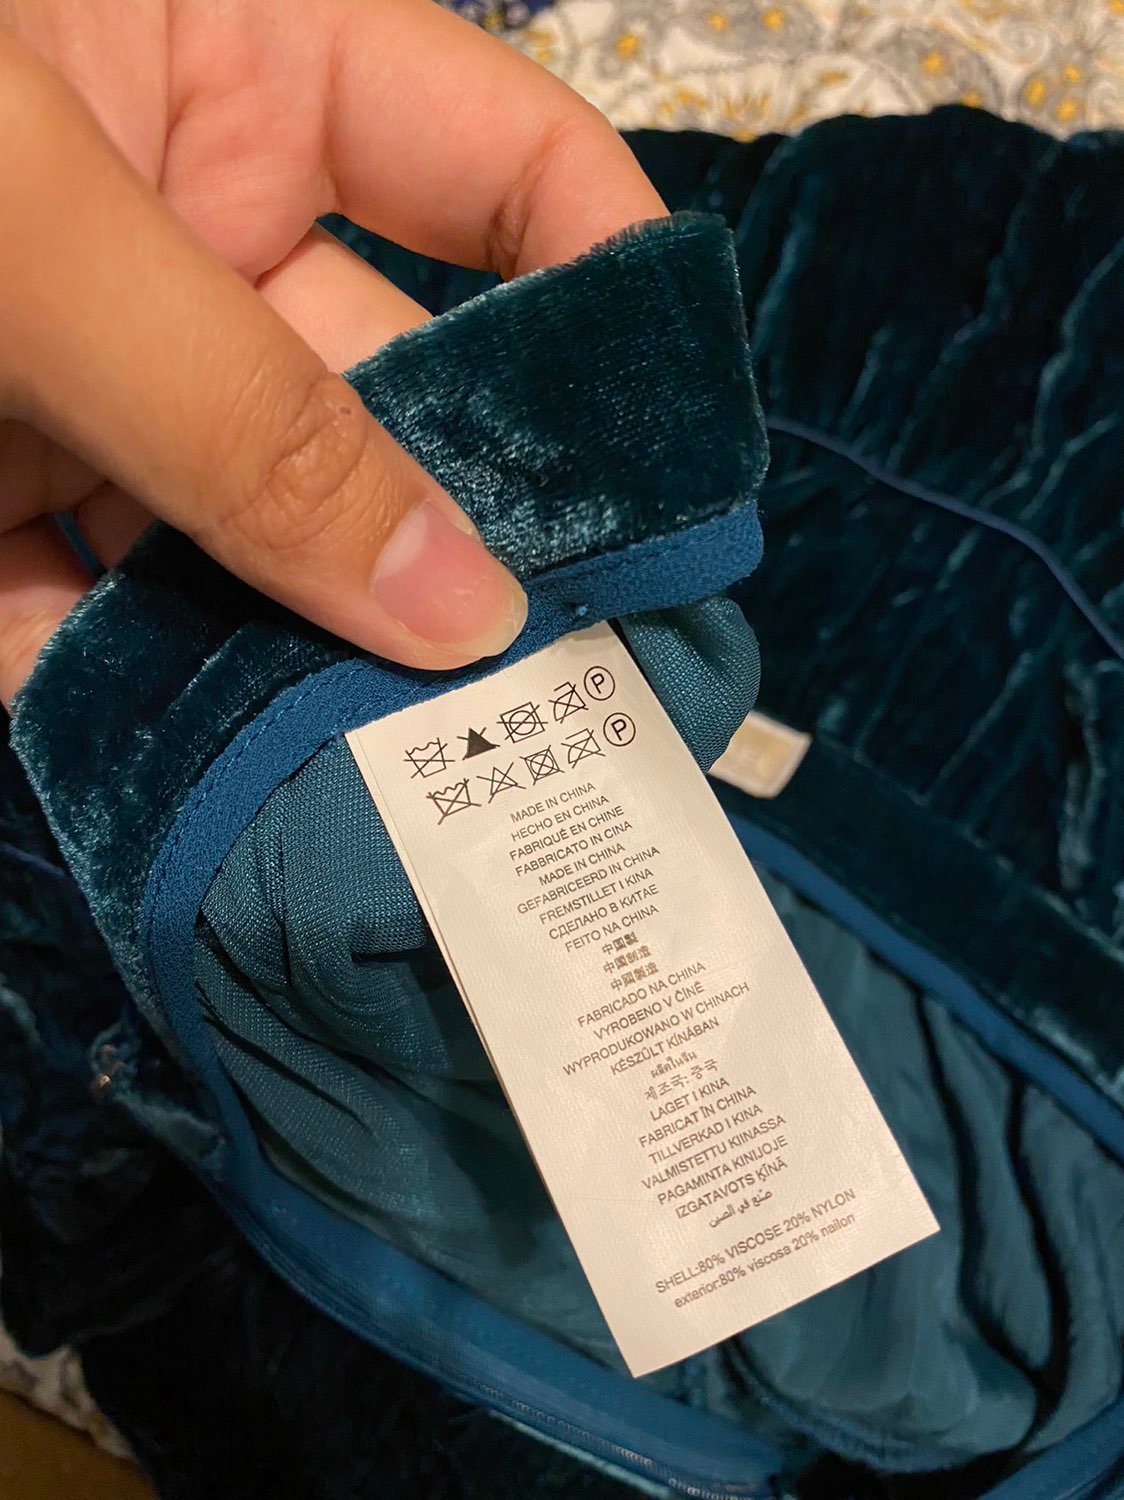 P
P
MADE IN CHINA
HECHO EN CHINA
FABRIQUÉ EN CHINE
FABBRICATO IN CINA
MADE IN CHINA
GEFABRICEERD IN CHINA
FREMSTILLET I KINA
СДЕЛАНО В КИТАЕ
FEITO NA CHINA
中国製
中国制造
中國製造
FABRICADO NA CHINA
VYROBENO V ČÍNĚ
WYPRODUKOWANO W CHINACH
KÉSZÜLT KÍNÁBAN
ผลิตในจีน
제조국: 중국
LAGET I KINA
FABRICAT ÎN CHINA
TILLVERKAD I KINA
VALMISTETTU KIINASSA
PAGAMINTA KINIJOJE
IZGATAVOTS ĶĪNĀ
صنع في الصين
SHELL:80% VISCOSE 20% NYLON
exterior:80% viscosa 20% nailon